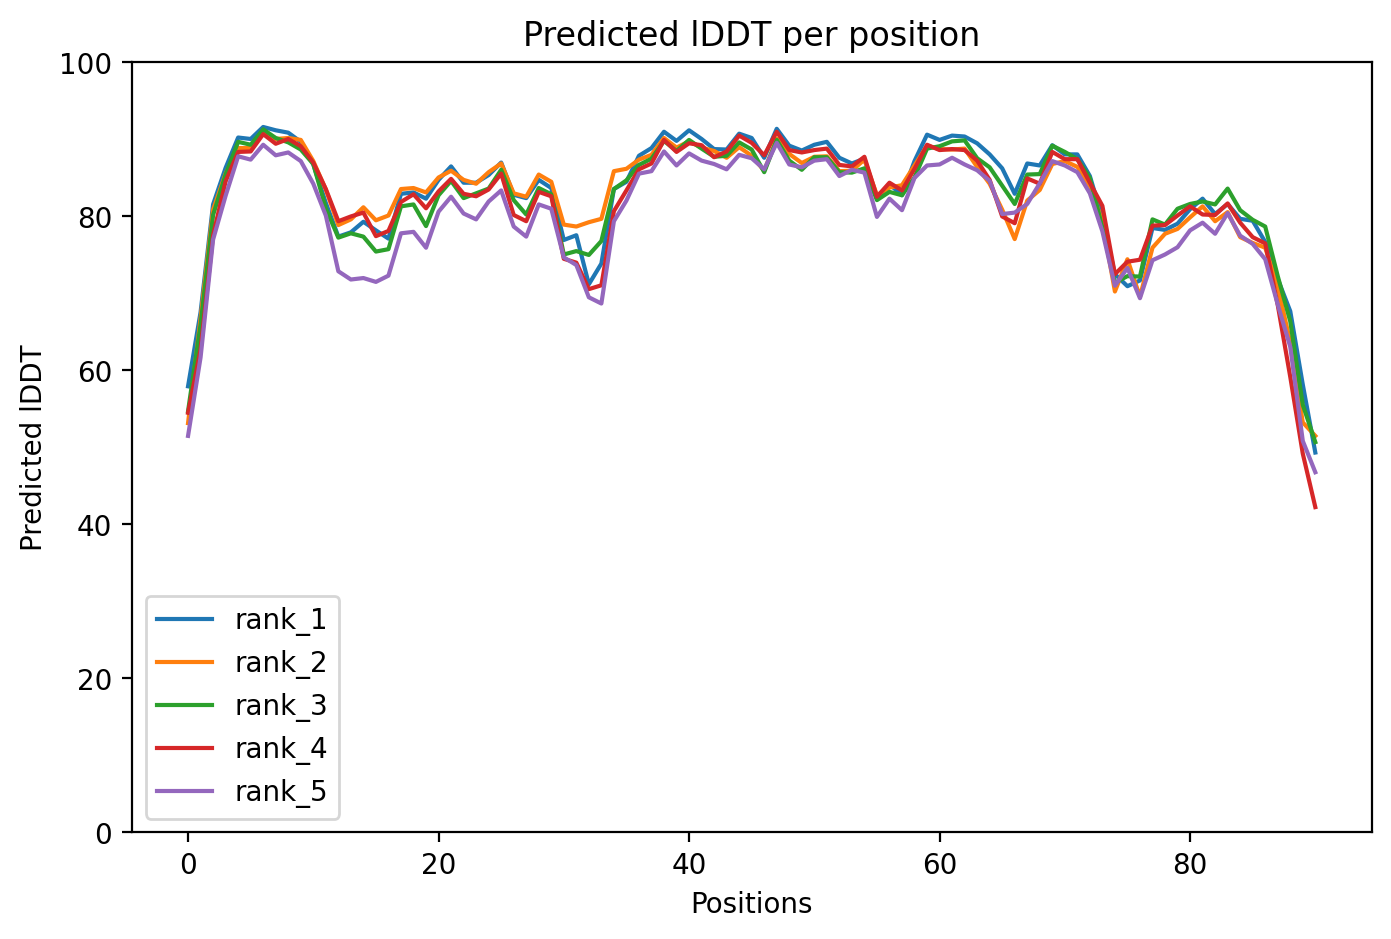 Predicted lDDT per position
100
80
60
40
20
0
Predicted lDDT
rank_1
rank_2
rank_3
rank_4
rank_5
0 20 40 60 80
Positions